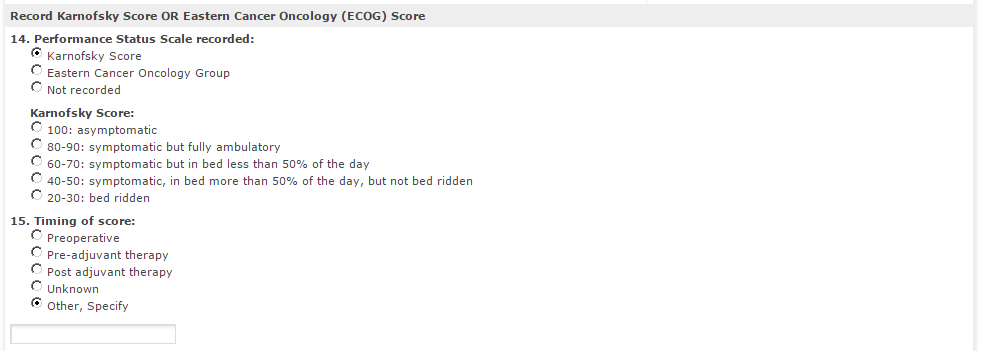 Record Karnofsky Score OR Eastern Cancer Oncology (ECOG) Score
14. Performance Status Scale recorded:
Karnofsky Score
Eastern Cancer Oncology Group
Not recorded
Karnofsky Score:
100: asymptomatic
80-90: symptomatic but fully ambulatory
60-70: symptomatic but in bed less than 50% of the day
40-50: symptomatic, in bed more than 50% of the day, but not bed ridden
20-30: bed ridden
15. Timing of score:
Preoperative
Pre-adjuvant therapy
Post adjuvant therapy
Unknown
Other, Specify